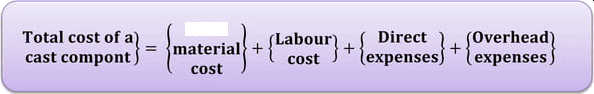 Total cost of a } = { material cost } + { Labour cost } + { Direct expenses } + { Overhead expenses }
cast compont